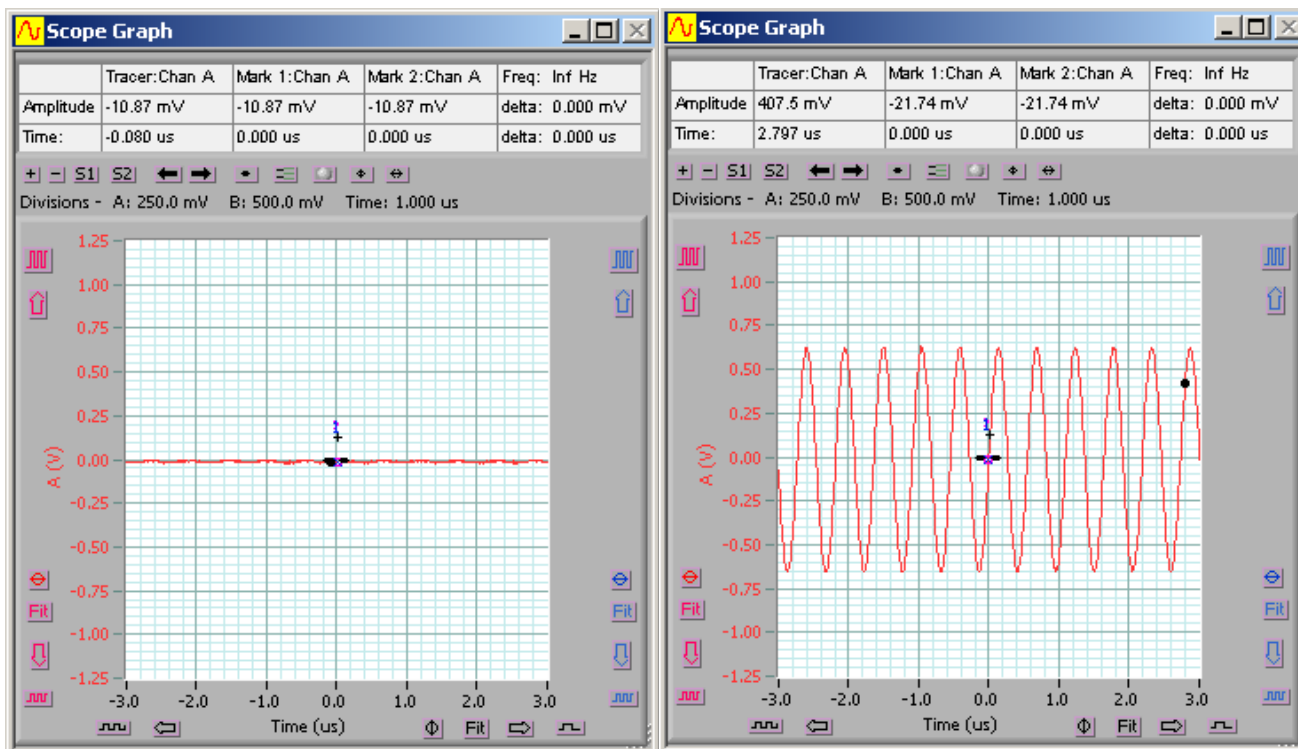 Scope Graph
Tracer:Chan A Mark 1:Chan A Mark 2:Chan A Freq: Inf Hz
Amplitude -10.87 mV -10.87 mV -10.87 mV delta: 0.000 mV
Time: -0.080 us 0.000 us 0.000 us delta: 0.000 us
+ - S1 S2
Divisions - A: 250.0 mV B: 500.0 mV Time: 1.000 us
1.25
1.00
0.75
0.50
0.25
1
0.00
A (V)
-0.25
-0.50
Fit Fit
-0.75
-1.00
-1.25
-3.0 -2.0 -1.0 0.0 1.0 2.0 3.0
Time (us) Φ Fit
Scope Graph
Tracer:Chan A Mark 1:Chan A Mark 2:Chan A Freq: Inf Hz
Amplitude 407.5 mV -21.74 mV -21.74 mV delta: 0.000 mV
Time: 2.797 us 0.000 us 0.000 us delta: 0.000 us
+ - S1 S2
Divisions - A: 250.0 mV B: 500.0 mV Time: 1.000 us
1.25
1.00
0.75
0.50
0.25
1
0.00
A (V)
-0.25
-0.50
-0.75
Fit Fit
-1.00
-1.25
-3.0 -2.0 -1.0 0.0 1.0 2.0 3.0
Time (us) Φ Fit